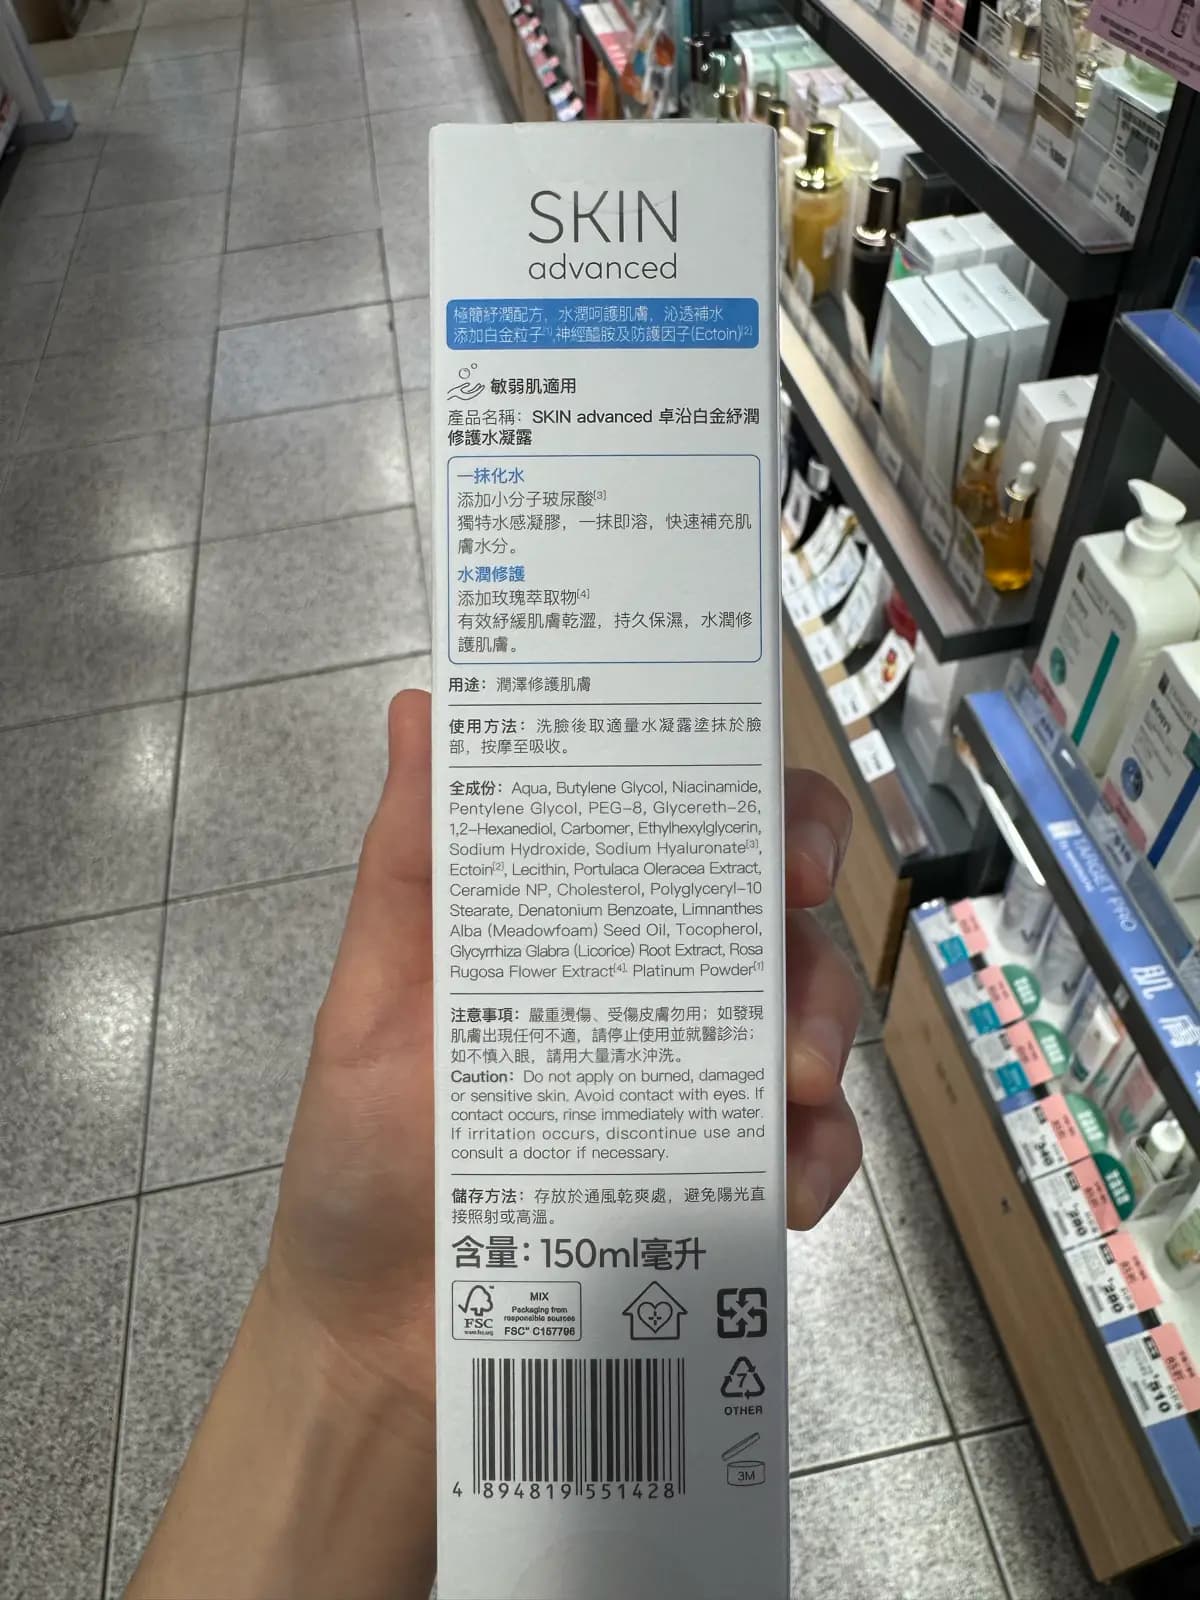 SKIN
advanced
極簡紓潤配方，水潤呵護肌膚，沁透補水
添加白金粒子[1],神經醯胺及防護因子(Ectoin)[2]
敏弱肌適用
產品名稱：SKIN advanced 卓沿白金紓潤
修護水凝露
一抹化水
添加小分子玻尿酸[3]
獨特水感凝膠，一抹即溶，快速補充肌
膚水分。
水潤修護
添加玫瑰萃取物[4]
有效紓緩肌膚乾澀，持久保濕，水潤修
護肌膚。
用途：潤澤修護肌膚
使用方法：洗臉後取適量水凝露塗抹於臉
部，按摩至吸收。
全成份：Aqua, Butylene Glycol, Niacinamide,
Pentylene Glycol, PEG-8, Glycereth-26,
1,2-Hexanediol, Carbomer, Ethylhexylglycerin,
Sodium Hydroxide, Sodium Hyaluronate[3],
Ectoin[2], Lecithin, Portulaca Oleracea Extract,
Ceramide NP, Cholesterol, Polyglyceryl-10
Stearate, Denatonium Benzoate, Limnanthes
Alba (Meadowfoam) Seed Oil, Tocopherol,
Glycyrrhiza Glabra (Licorice) Root Extract, Rosa
Rugosa Flower Extract[4], Platinum Powder[1]
注意事項：嚴重燙傷、受傷皮膚勿用；如發現
肌膚出現任何不適，請停止使用並就醫診治；
如不慎入眼，請用大量清水沖洗。
Caution: Do not apply on burned, damaged
or sensitive skin. Avoid contact with eyes. If
contact occurs, rinse immediately with water.
If irritation occurs, discontinue use and
consult a doctor if necessary.
儲存方法：存放於通風乾爽處，避免陽光直
接照射或高溫。
含量：150ml毫升
FSC
www.fsc.org
MIX
Packaging from
responsible sources
FSC™ C157796
7
OTHER
3M
4 894819 551428
TARGET PRO
肌膚